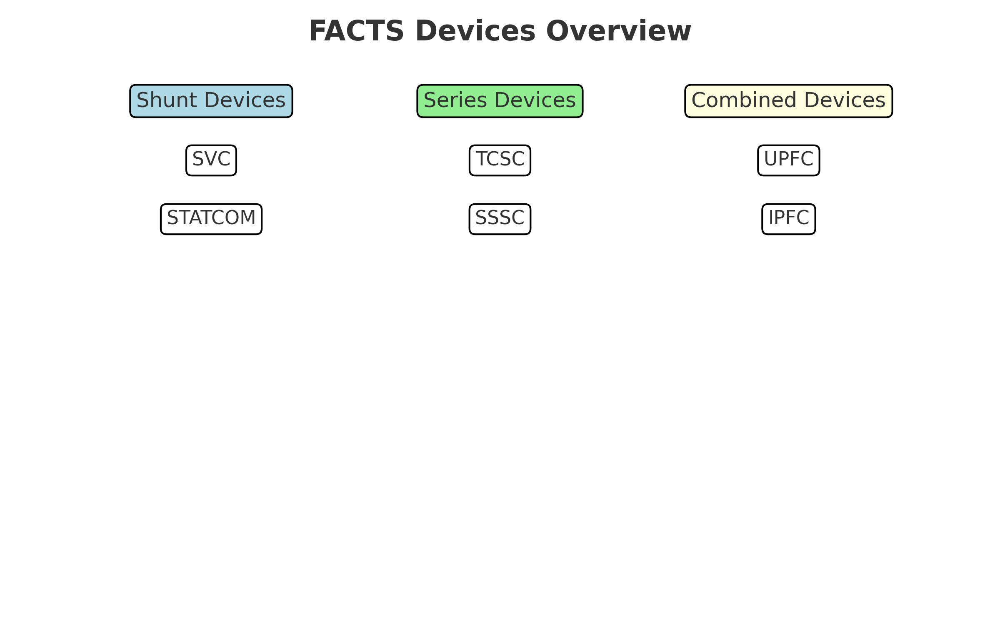 FACTS Devices Overview
Shunt Devices
Series Devices
Combined Devices
SVC
TCSC
UPFC
STATCOM
SSSC
IPFC